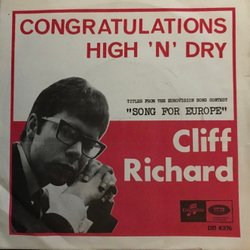 CONGRATULATIONS
HIGH 'N' DRY
TITLES FROM THE EUROVISION SONG CONTEST
"SONG FOR EUROPE"
Cliff
Richard